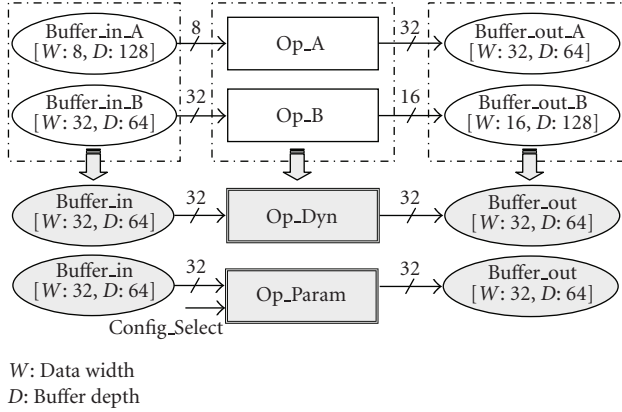 Buffer_in_A
[W: 8, D: 128]
8
Op_A
32
Buffer_out_A
[W: 32, D: 64]
Buffer_in_B
[W: 32, D: 64]
32
Op_B
16
Buffer_out_B
[W: 16, D: 128]
Buffer_in
[W: 32, D: 64]
32
Op_Dyn
32
Buffer_out
[W: 32, D: 64]
Buffer_in
[W: 32, D: 64]
32
Op_Param
32
Buffer_out
[W: 32, D: 64]
Config_Select
W: Data width
D: Buffer depth